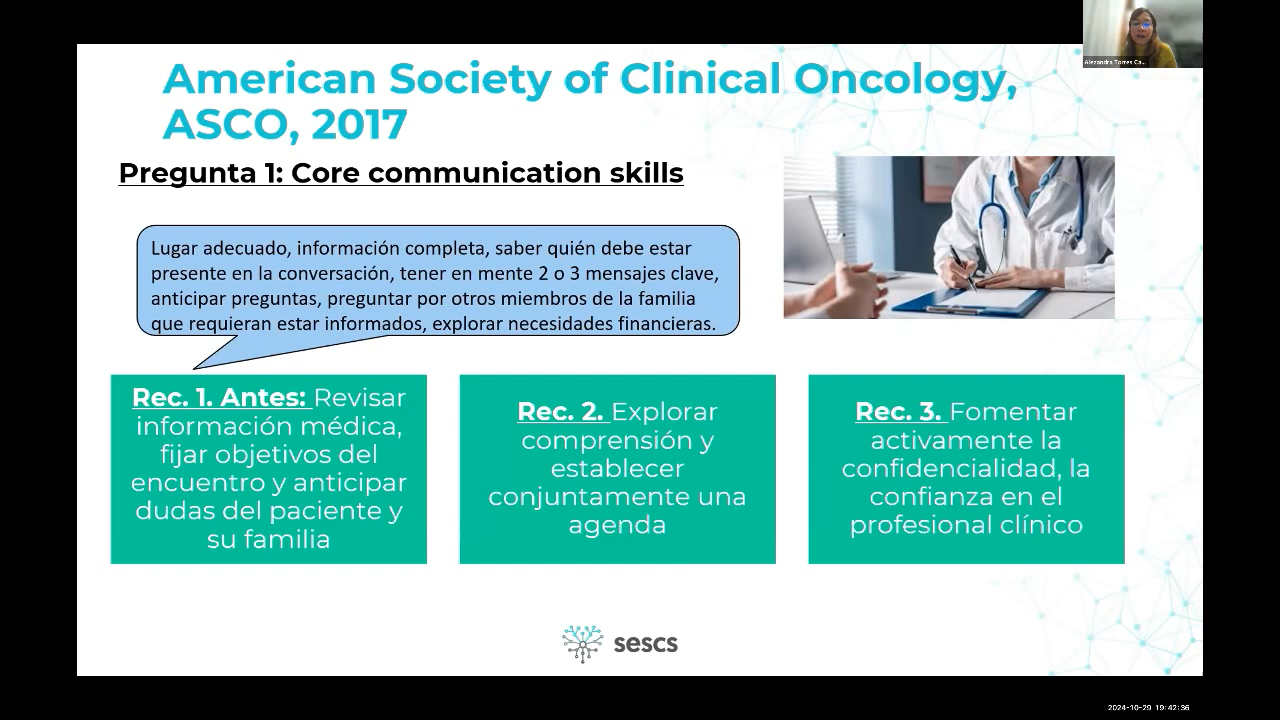 Alezandra Torres Ca...
American Society of Clinical Oncology,
ASCO, 2017
Pregunta 1: Core communication skills
Lugar adecuado, información completa, saber quién debe estar
presente en la conversación, tener en mente 2 o 3 mensajes clave,
anticipar preguntas, preguntar por otros miembros de la familia
que requieran estar informados, explorar necesidades financieras.
Rec. 1. Antes: Revisar
información médica,
fijar objetivos del
encuentro y anticipar
dudas del paciente y
su familia
Rec. 2. Explorar
comprensión y
establecer
conjuntamente una
agenda
Rec. 3. Fomentar
activamente la
confidencialidad, la
confianza en el
profesional clínico
sescs
2024-10-29 19:42:36